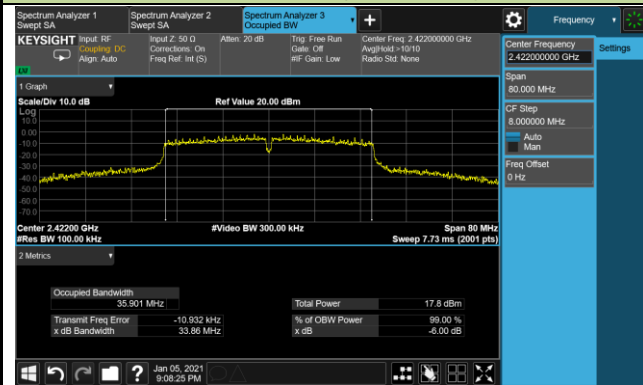 Spectrum Analyzer 1
Swept SA
Spectrum Analyzer 2
Swept SA
Spectrum Analyzer 3
Occupied BW
+
Frequency
KEYSIGHT
Input: RF
Coupling: DC
Align: Auto
Input Z: 50 Ω
Corrections: On
Freq Ref: Int (S)
Atten: 20 dB
Trig: Free Run
Gate: Off
#IF Gain: Low
Center Freq: 2.422000000 GHz
Avg|Hold:>10/10
Radio Std: None
Center Frequency
2.422000000 GHz
Settings
Span
80.000 MHz
CF Step
8.000000 MHz
Auto
Man
Freq Offset
0 Hz
1 Graph
Scale/Div 10.0 dB
Ref Value 20.00 dBm
Log
10.0
0.00
-10.0
-20.0
-30.0
-40.0
-50.0
-60.0
-70.0
Center 2.42200 GHz
#Video BW 300.00 kHz
Span 80 MHz
#Res BW 100.00 kHz
Sweep 7.73 ms (2001 pts)
2 Metrics
Occupied Bandwidth
35.901 MHz
Total Power
17.8 dBm
Transmit Freq Error
-10.932 kHz
% of OBW Power
99.00 %
x dB Bandwidth
33.86 MHz
x dB
-6.00 dB
?
Jan 05, 2021
9:08:25 PM